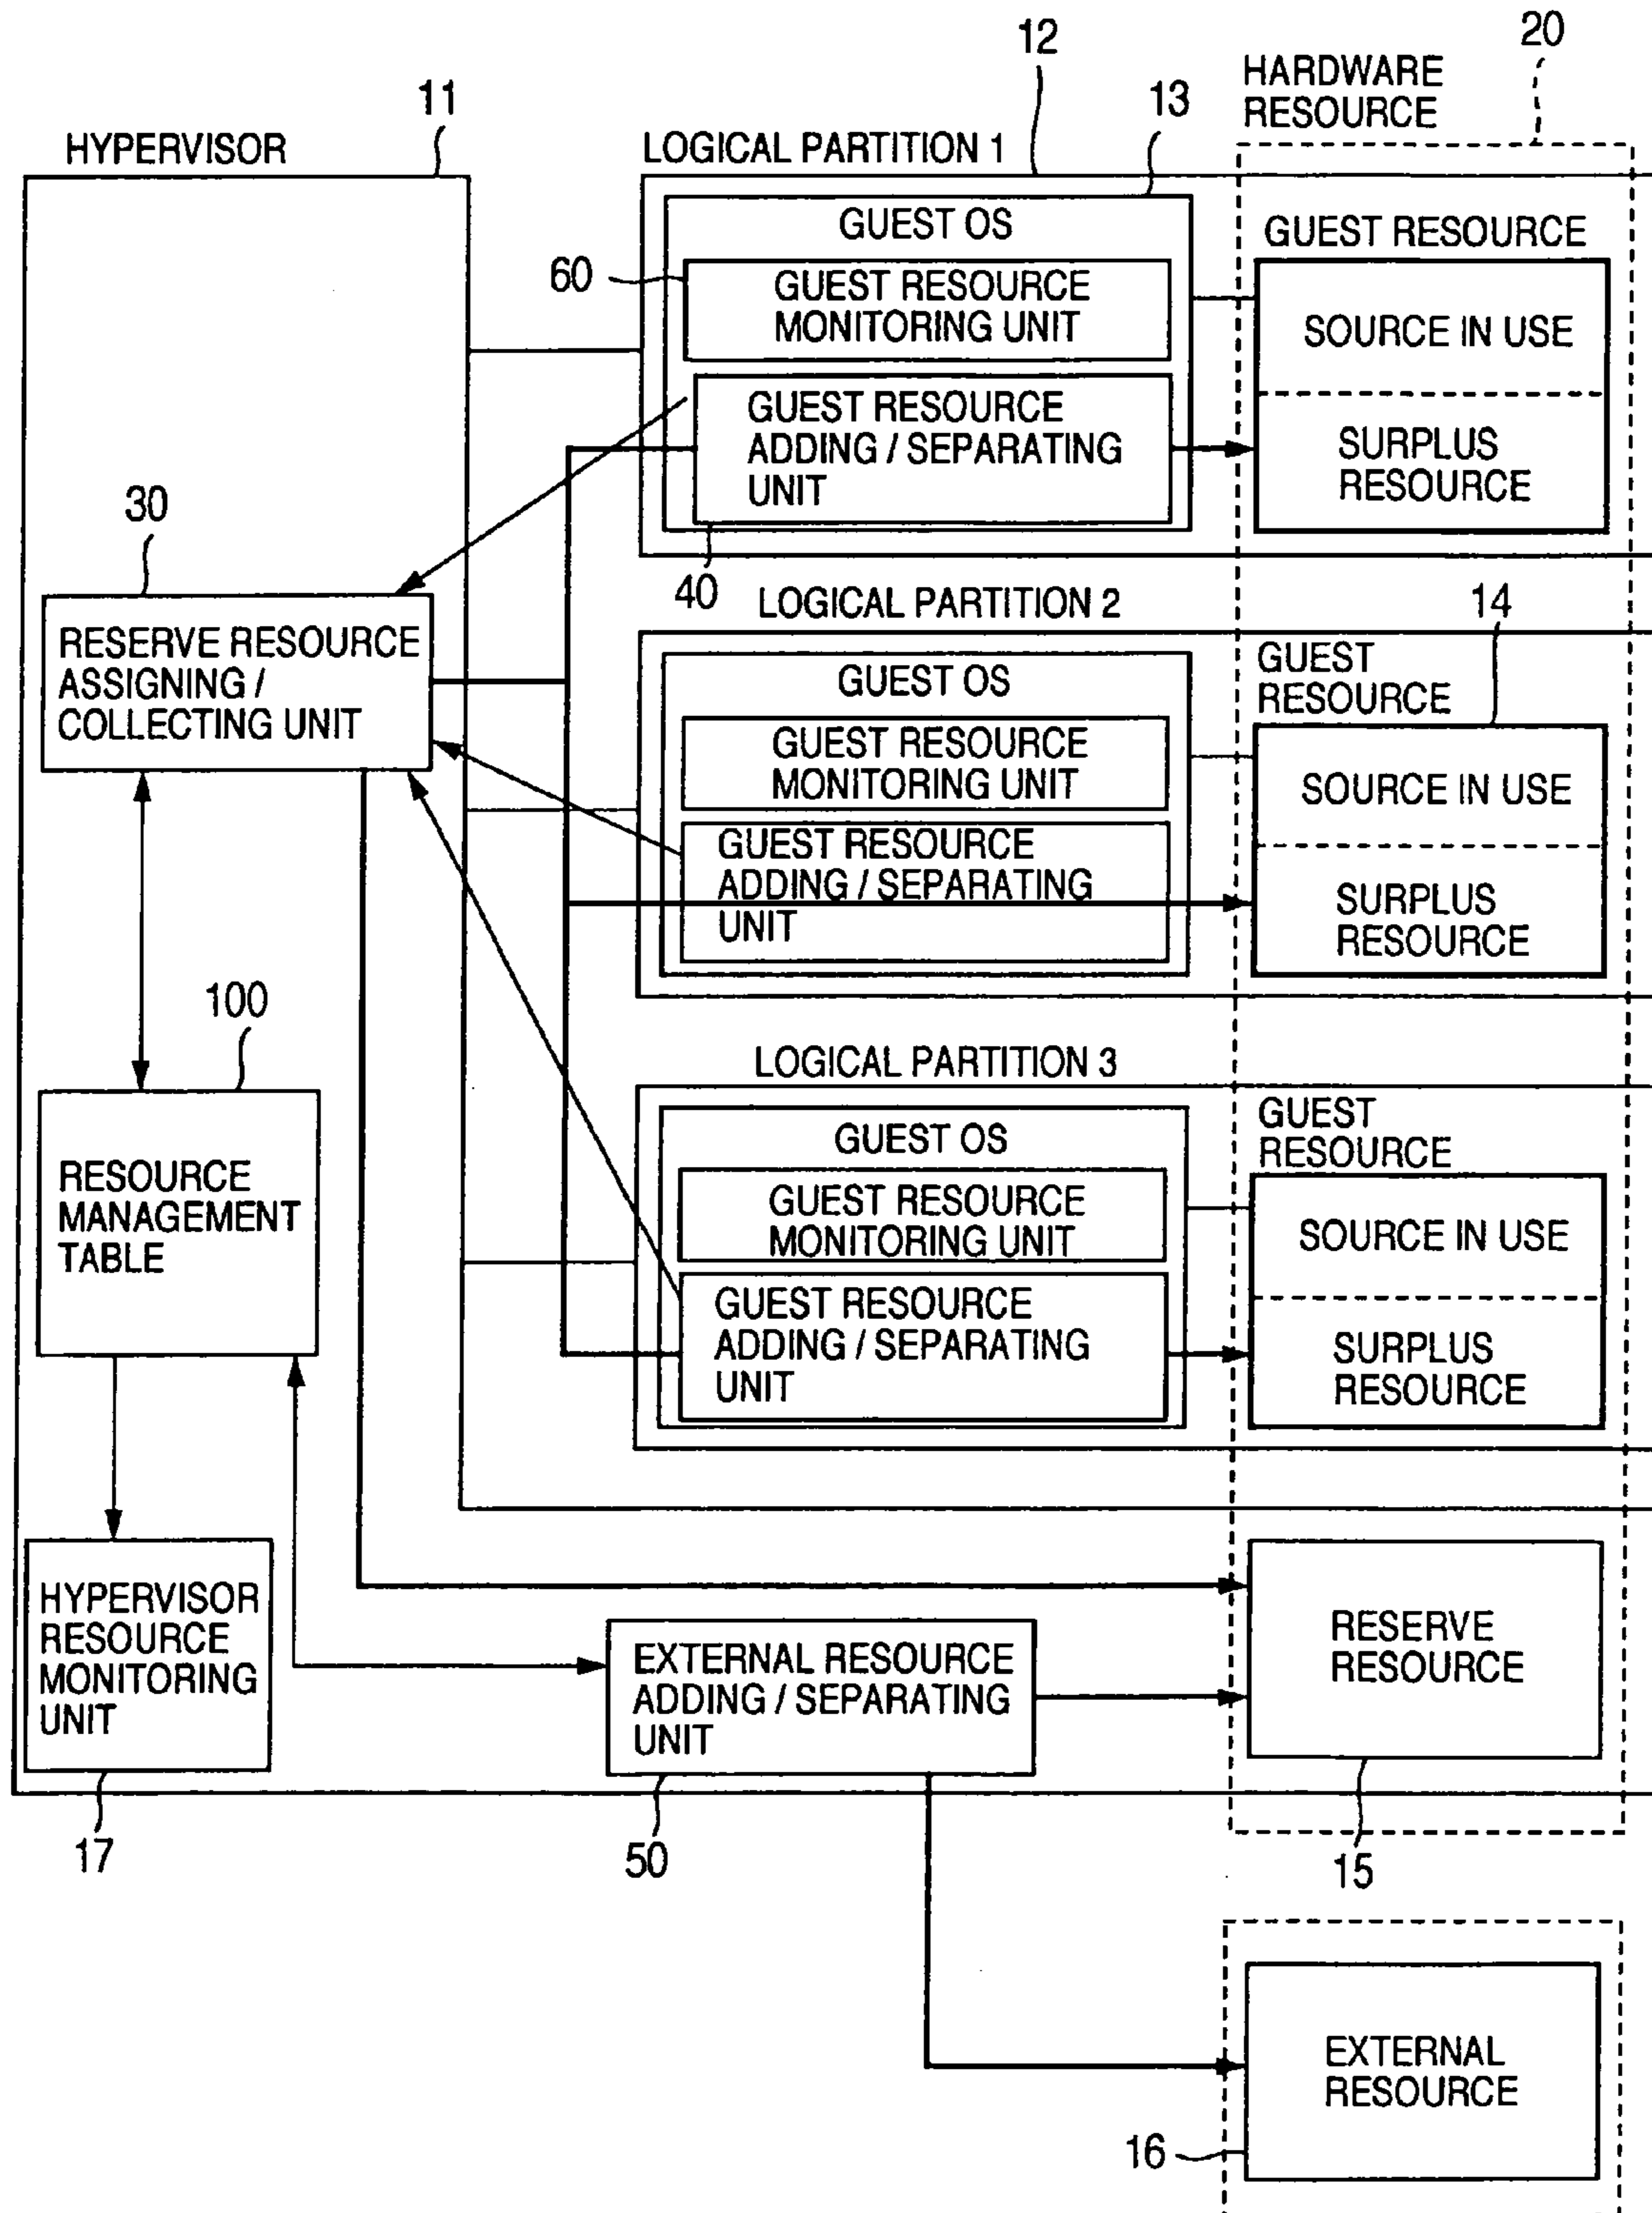 20
12
HARDWARE
RESOURCE
11
13
HYPERVISOR
LOGICAL PARTITION 1
GUEST OS
GUEST RESOURCE
60
GUEST RESOURCE
MONITORING UNIT
SOURCE IN USE
GUEST RESOURCE
ADDING / SEPARATING
UNIT
SURPLUS
RESOURCE
30
40
LOGICAL PARTITION 2
14
RESERVE RESOURCE
ASSIGNING /
COLLECTING UNIT
GUEST OS
GUEST
RESOURCE
GUEST RESOURCE
MONITORING UNIT
SOURCE IN USE
GUEST RESOURCE
ADDING / SEPARATING
UNIT
SURPLUS
RESOURCE
100
LOGICAL PARTITION 3
GUEST
RESOURCE
GUEST OS
RESOURCE
MANAGEMENT
TABLE
GUEST RESOURCE
MONITORING UNIT
SOURCE IN USE
GUEST RESOURCE
ADDING / SEPARATING
UNIT
SURPLUS
RESOURCE
HYPERVISOR
RESOURCE
MONITORING
UNIT
EXTERNAL RESOURCE
ADDING / SEPARATING
UNIT
RESERVE
RESOURCE
17
50
15
EXTERNAL
RESOURCE
16